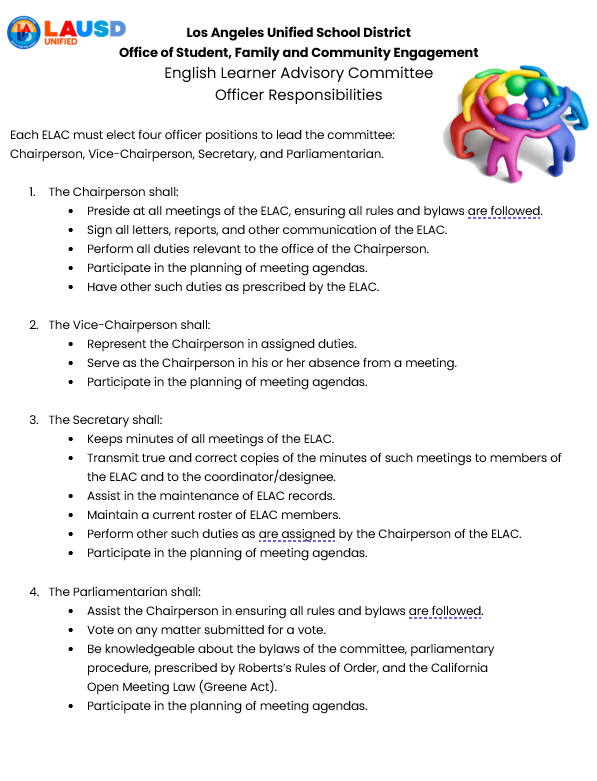 LAUSD
UNIFIED
Los Angeles Unified School District
Office of Student, Family and Community Engagement
English Learner Advisory Committee
Officer Responsibilities
Each ELAC must elect four officer positions to lead the committee:
Chairperson, Vice-Chairperson, Secretary, and Parliamentarian.
1. The Chairperson shall:
• Preside at all meetings of the ELAC, ensuring all rules and bylaws are followed.
• Sign all letters, reports, and other communication of the ELAC.
• Perform all duties relevant to the office of the Chairperson.
• Participate in the planning of meeting agendas.
• Have other such duties as prescribed by the ELAC.
2. The Vice-Chairperson shall:
• Represent the Chairperson in assigned duties.
• Serve as the Chairperson in his or her absence from a meeting.
• Participate in the planning of meeting agendas.
3. The Secretary shall:
• Keeps minutes of all meetings of the ELAC.
• Transmit true and correct copies of the minutes of such meetings to members of
the ELAC and to the coordinator/designee.
• Assist in the maintenance of ELAC records.
• Maintain a current roster of ELAC members.
• Perform other such duties as are assigned by the Chairperson of the ELAC.
• Participate in the planning of meeting agendas.
4. The Parliamentarian shall:
• Assist the Chairperson in ensuring all rules and bylaws are followed.
• Vote on any matter submitted for a vote.
• Be knowledgeable about the bylaws of the committee, parliamentary
procedure, prescribed by Roberts's Rules of Order, and the California
Open Meeting Law (Greene Act).
• Participate in the planning of meeting agendas.